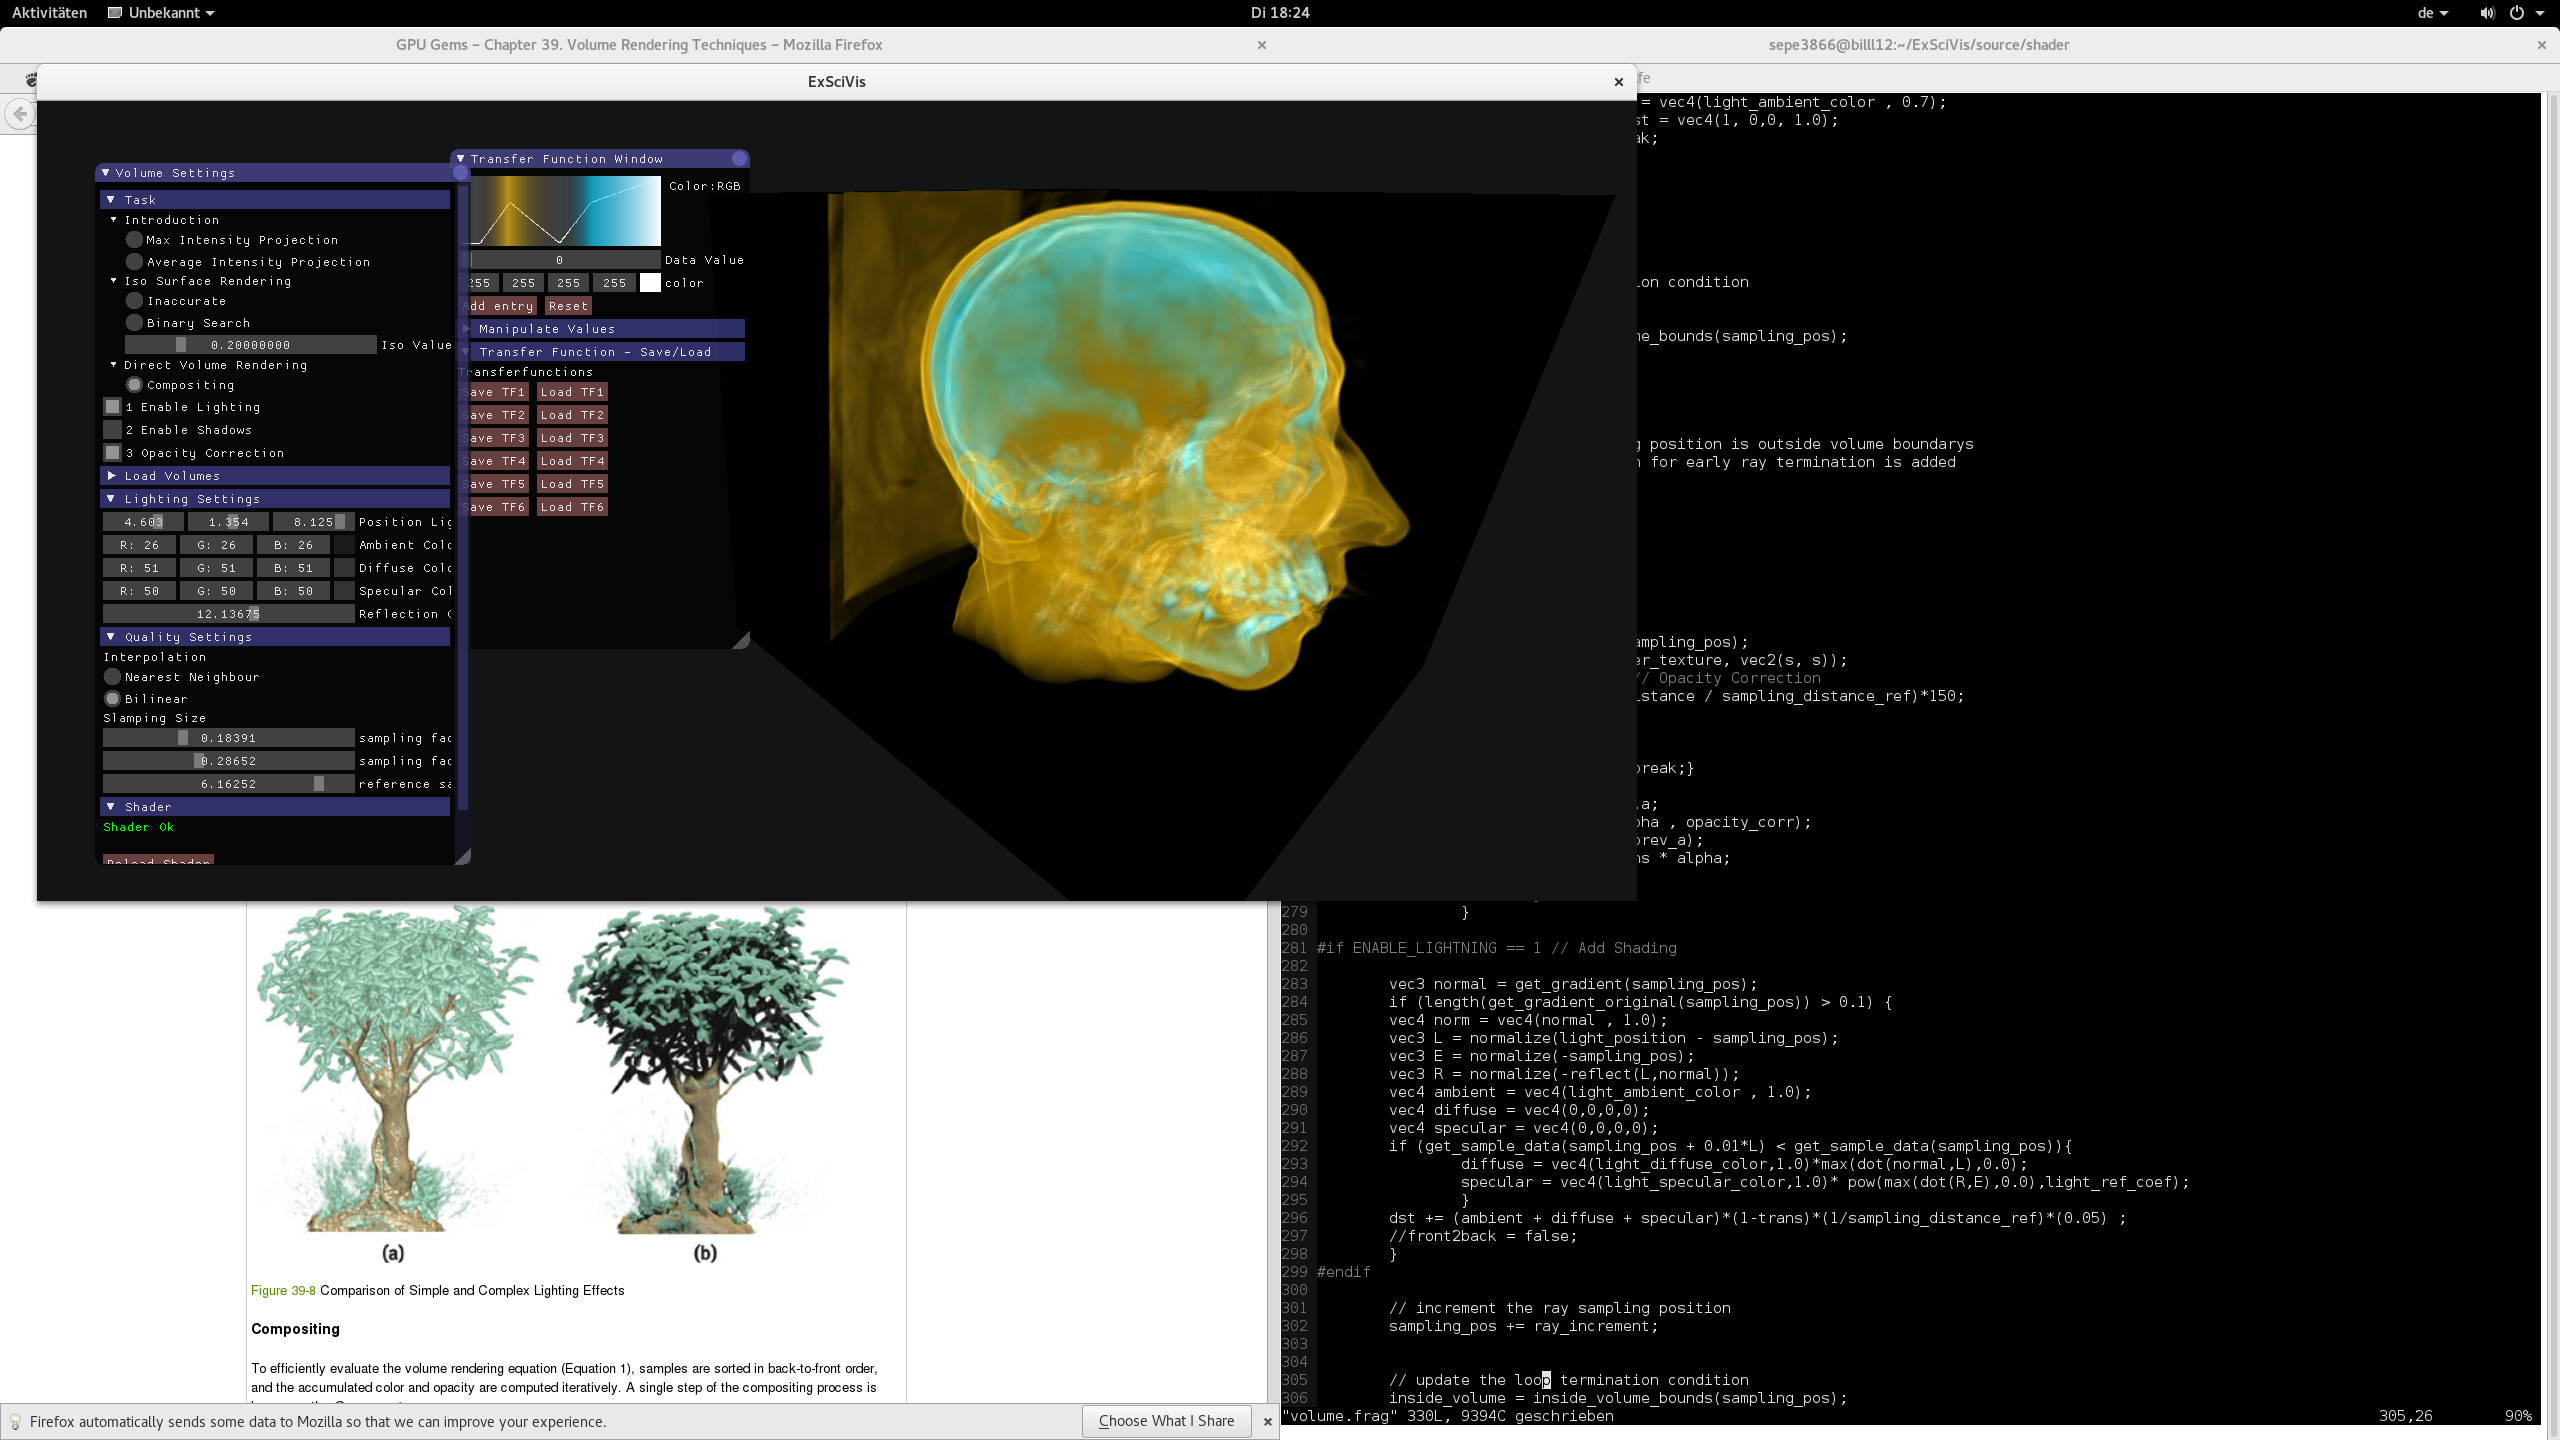 Aktivitäten Unbekannt Di 18:24 de
GPU Gems – Chapter 39. Volume Rendering Techniques – Mozilla Firefox
sepe3866@billl12:~/ExSciVis/source/shader
ExSciVis
fe
Volume Settings
Task
Introduction
Max Intensity Projection
Average Intensity Projection
Iso Surface Rendering
Inaccurate
Binary Search
0.20000000 Iso Value
Direct Volume Rendering
Compositing
1 Enable Lighting
2 Enable Shadows
3 Opacity Correction
Load Volumes
Lighting Settings
4.603 1.354 8.125 Position Lig
R: 26 G: 26 B: 26 Ambient Colo
R: 51 G: 51 B: 51 Diffuse Colo
R: 50 G: 50 B: 50 Specular Col
12.13675 Reflection C
Quality Settings
Interpolation
Nearest Neighbour
Bilinear
Slamping Size
0.18391 sampling fac
0.28652 sampling fac
6.16252 reference sa
Shader
Shader Ok
Reload Shader
Transfer Function Window
Color:RGB
0 Data Value
255 255 255 255 color
Add entry Reset
Manipulate Values
Transfer Function - Save/Load
Transferfunctions
Save TF1 Load TF1
Save TF2 Load TF2
Save TF3 Load TF3
Save TF4 Load TF4
Save TF5 Load TF5
Save TF6 Load TF6
= vec4(light_ambient_color , 0.7);
st = vec4(1, 0,0, 1.0);
ak;
ion condition
me_bounds(sampling_pos);
g position is outside volume boundarys
n for early ray termination is added
ampling_pos);
er_texture, vec2(s, s));
// Opacity Correction
istance / sampling_distance_ref)*150;
break;}
.a;
pha , opacity_corr);
prev_a);
ns * alpha;
279 }
280
281 #if ENABLE_LIGHTNING == 1 // Add Shading
282
283 vec3 normal = get_gradient(sampling_pos);
284 if (length(get_gradient_original(sampling_pos)) > 0.1) {
285 vec4 norm = vec4(normal , 1.0);
286 vec3 L = normalize(light_position - sampling_pos);
287 vec3 E = normalize(-sampling_pos);
288 vec3 R = normalize(-reflect(L,normal));
289 vec4 ambient = vec4(light_ambient_color , 1.0);
290 vec4 diffuse = vec4(0,0,0,0);
291 vec4 specular = vec4(0,0,0,0);
292 if (get_sample_data(sampling_pos + 0.01*L) < get_sample_data(sampling_pos)){
293 diffuse = vec4(light_diffuse_color,1.0)*max(dot(normal,L),0.0);
294 specular = vec4(light_specular_color,1.0)* pow(max(dot(R,E),0.0),light_ref_coef);
295 }
296 dst += (ambient + diffuse + specular)*(1-trans)*(1/sampling_distance_ref)*(0.05) ;
297 //front2back = false;
298 }
299 #endif
300
301 // increment the ray sampling position
302 sampling_pos += ray_increment;
303
304
305 // update the loop termination condition
306 inside_volume = inside_volume_bounds(sampling_pos);
"volume.frag" 330L, 9394C geschrieben 305,26 90%
(a) (b)
Figure 39-8 Comparison of Simple and Complex Lighting Effects
Compositing
To efficiently evaluate the volume rendering equation (Equation 1), samples are sorted in back-to-front order,
and the accumulated color and opacity are computed iteratively. A single step of the compositing process is
Firefox automatically sends some data to Mozilla so that we can improve your experience.
Choose What I Share